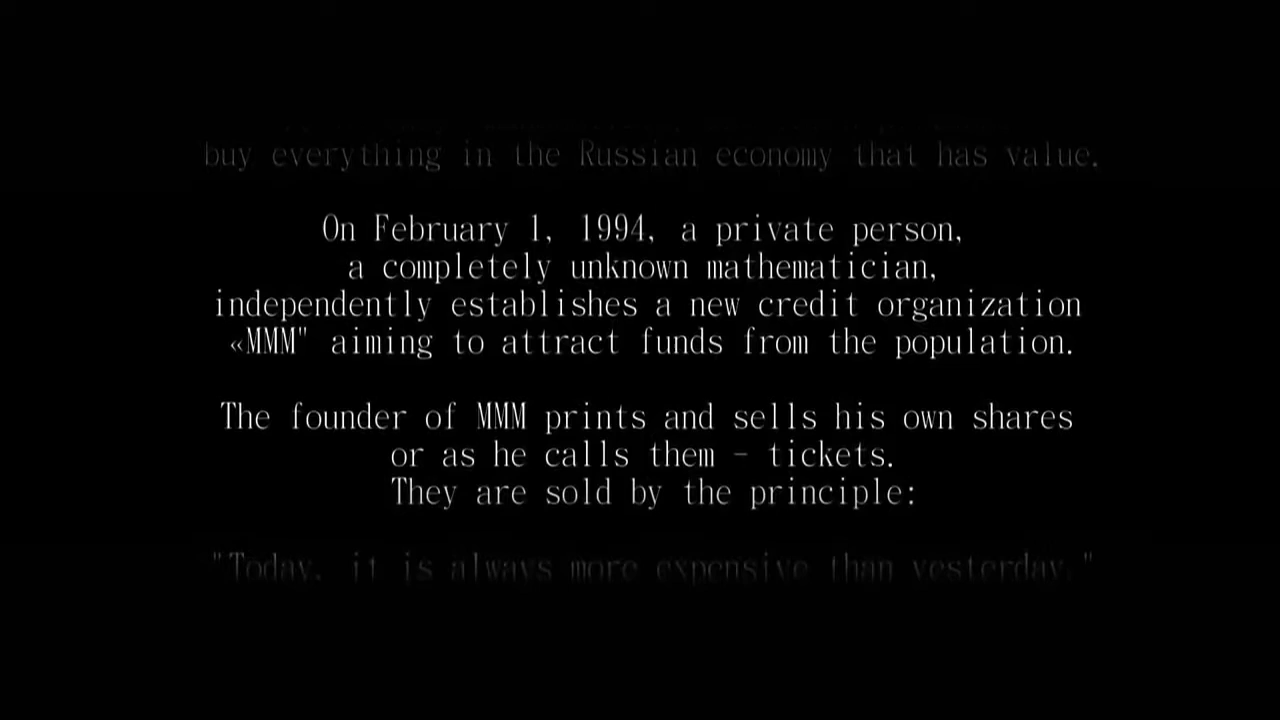 buy everything in the Russian economy that has value.
On February 1, 1994, a private person,
a completely unknown mathematician,
independently establishes a new credit organization
«MMM" aiming to attract funds from the population.
The founder of MMM prints and sells his own shares
or as he calls them - tickets.
They are sold by the principle:
"Today, it is always more expensive than yesterday."